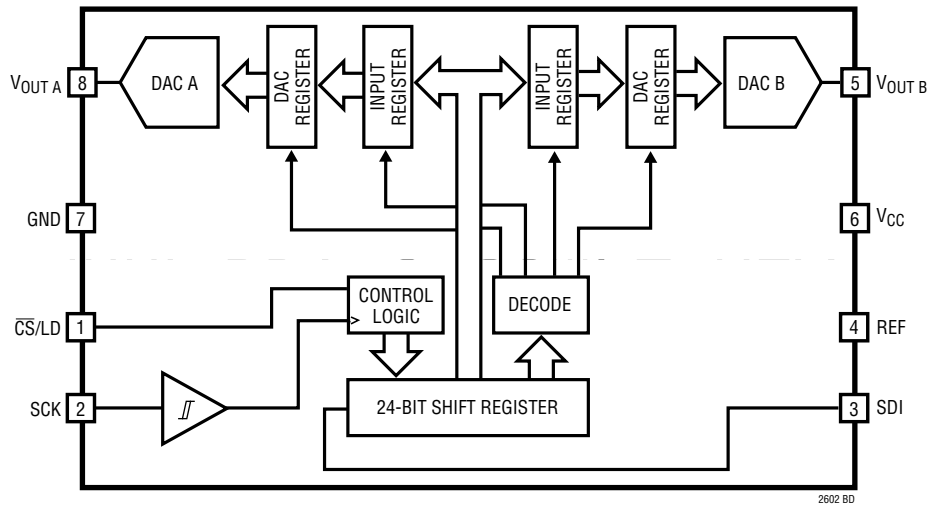 VOUT A
8
DAC A
DAC
REGISTER
INPUT
REGISTER
INPUT
REGISTER
DAC
REGISTER
DAC B
5
VOUT B
GND
7
6
VCC
CS/LD
1
CONTROL
LOGIC
DECODE
4
REF
SCK
2
24-BIT SHIFT REGISTER
3
SDI
2602 BD